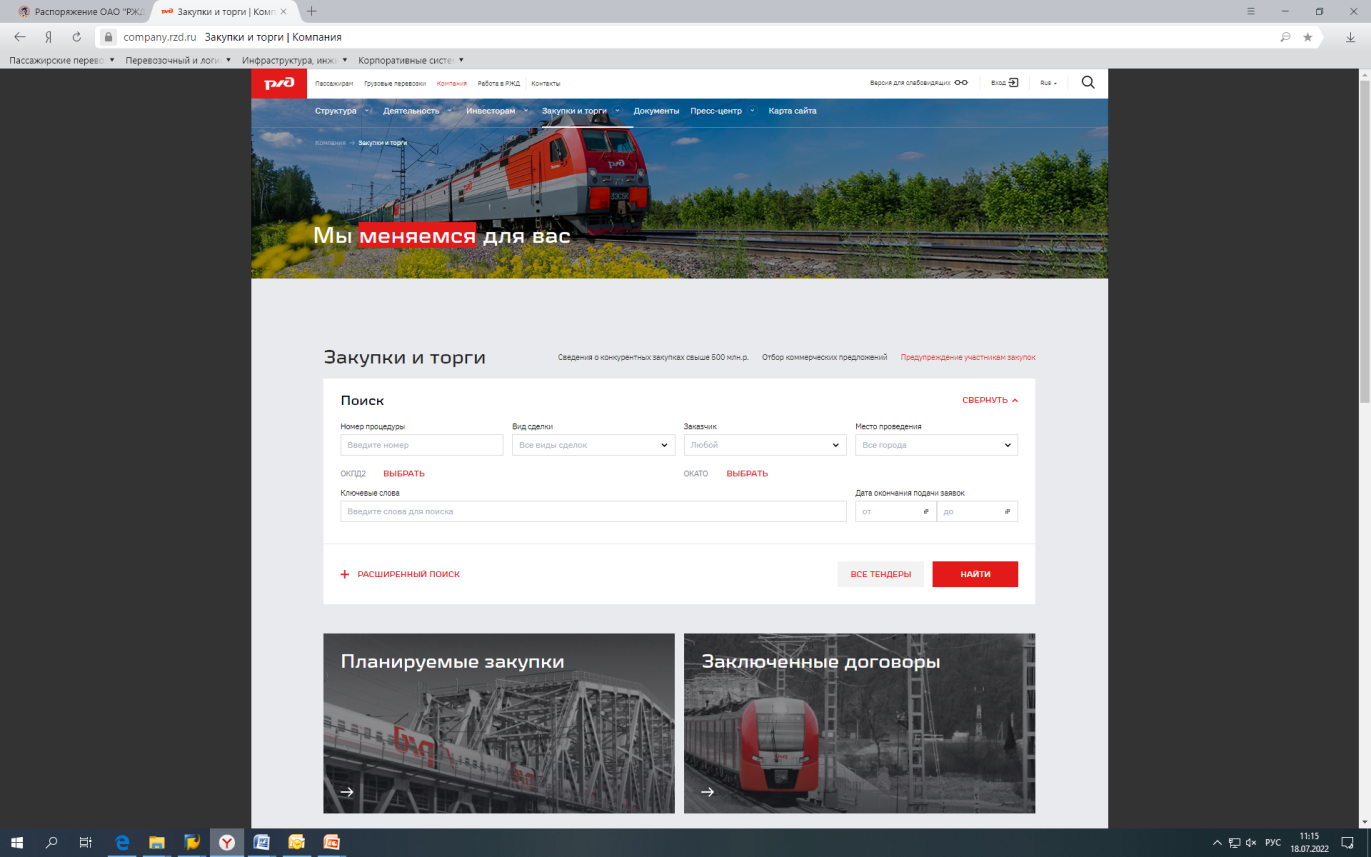 Распоряжение ОАО "РЖД
Закупки и торги | Комп
company.rzd.ru Закупки и торги | Компания
Пассажирские перево Перевозочный и логи Инфраструктура, инж Корпоративные систе
РЖД Пассажирам Грузовые перевозки Компания Работа в РЖД Контакты Версия для слабовидящих Вход Rus
Структура Деятельность Инвесторам Закупки и торги Документы Пресс-центр Карта сайта
Компания → Закупки и торги
Мы меняемся для вас
Закупки и торги
Сведения о конкурентных закупках свыше 500 млн.р. Отбор коммерческих предложений Предупреждение участникам закупок
Поиск СВЕРНУТЬ
Номер процедуры Вид сделки Заказчик Место проведения
Введите номер Все виды сделок Любой Все города
ОКПД2 ВЫБРАТЬ ОКАТО ВЫБРАТЬ
Ключевые слова Дата окончания подачи заявок
Введите слова для поиска от до
+ РАСШИРЕННЫЙ ПОИСК ВСЕ ТЕНДЕРЫ НАЙТИ
Планируемые закупки Заключенные договоры
РУС 11:15
18.07.2022